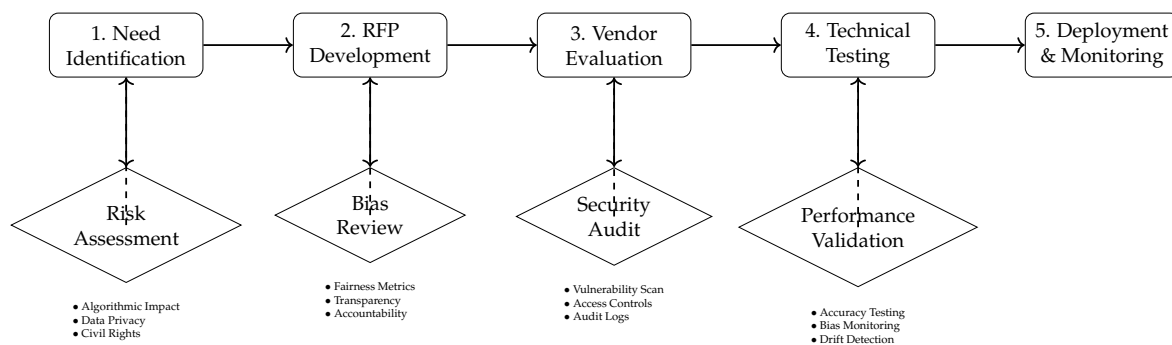 1. Need
Identification
2. RFP
Development
3. Vendor
Evaluation
4. Technical
Testing
5. Deployment
& Monitoring
Risk
Assessment
Bias
Review
Security
Audit
Performance
Validation
• Algorithmic Impact
• Data Privacy
• Civil Rights
• Fairness Metrics
• Transparency
• Accountability
• Vulnerability Scan
• Access Controls
• Audit Logs
• Accuracy Testing
• Bias Monitoring
• Drift Detection